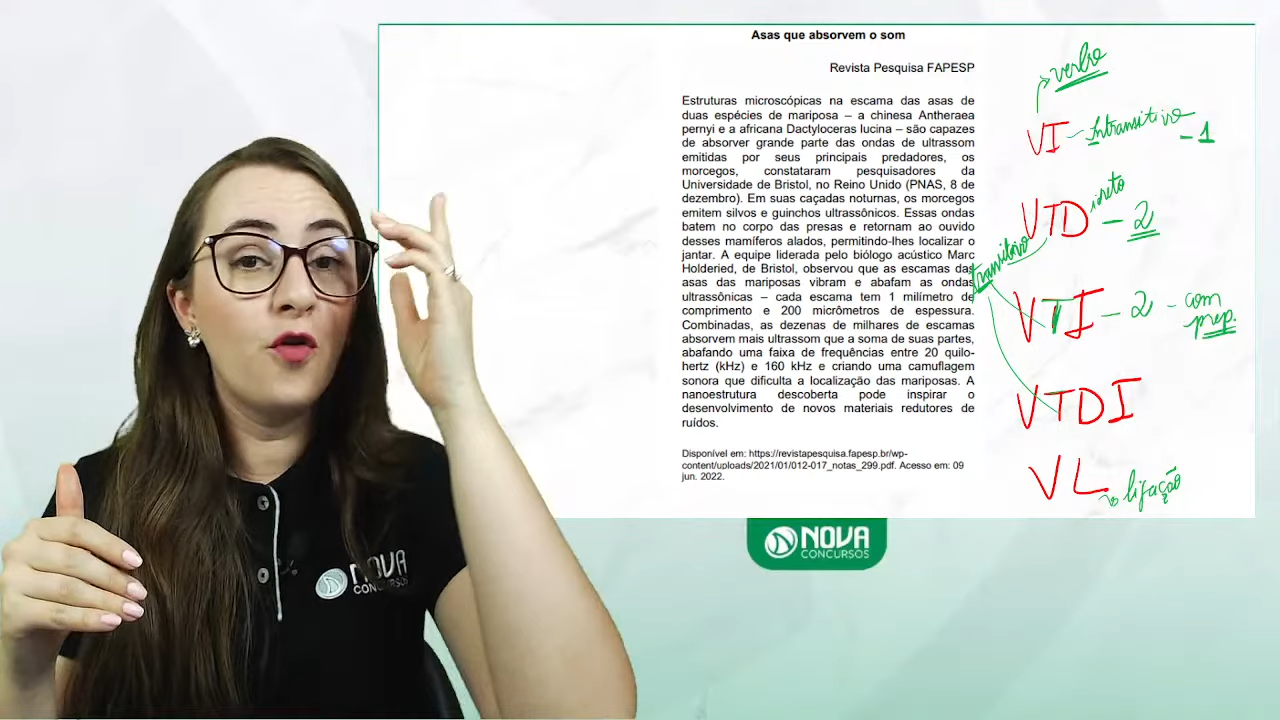 Asas que absorvem o som
Revista Pesquisa FAPESP
Estruturas microscópicas na escama das asas de
duas espécies de mariposa – a chinesa Antheraea
pernyi e a africana Dactyloceras lucina – são capazes
de absorver grande parte das ondas de ultrassom
emitidas por seus principais predadores, os
morcegos, constataram pesquisadores da
Universidade de Bristol, no Reino Unido (PNAS, 8 de
dezembro). Em suas caçadas noturnas, os morcegos
emitem silvos e guinchos ultrassônicos. Essas ondas
batem no corpo das presas e retornam ao ouvido
desses mamíferos alados, permitindo-lhes localizar o
jantar. A equipe liderada pelo biólogo acústico Marc
Holderied, de Bristol, observou que as escamas das
asas das mariposas vibram e abafam as ondas
ultrassônicas – cada escama tem 1 milímetro de
comprimento e 200 micrômetros de espessura.
Combinadas, as dezenas de milhares de escamas
absorvem mais ultrassom que a soma de suas partes,
abafando uma faixa de frequências entre 20 quilo-
hertz (kHz) e 160 kHz e criando uma camuflagem
sonora que dificulta a localização das mariposas. A
nanoestrutura descoberta pode inspirar o
desenvolvimento de novos materiais redutores de
ruídos.
Disponível em: https://revistapesquisa.fapesp.br/wp-
content/uploads/2021/01/012-017_notas_299.pdf. Acesso em: 09
jun. 2022.
verbo
VI - Intransitivo
- 1
VTD ireto - 2
transitivo
VTI - 2 - com
prep.
VTDI
VL
ligação
NOVA
CONCURSOS
NOVA
CONCURSOS